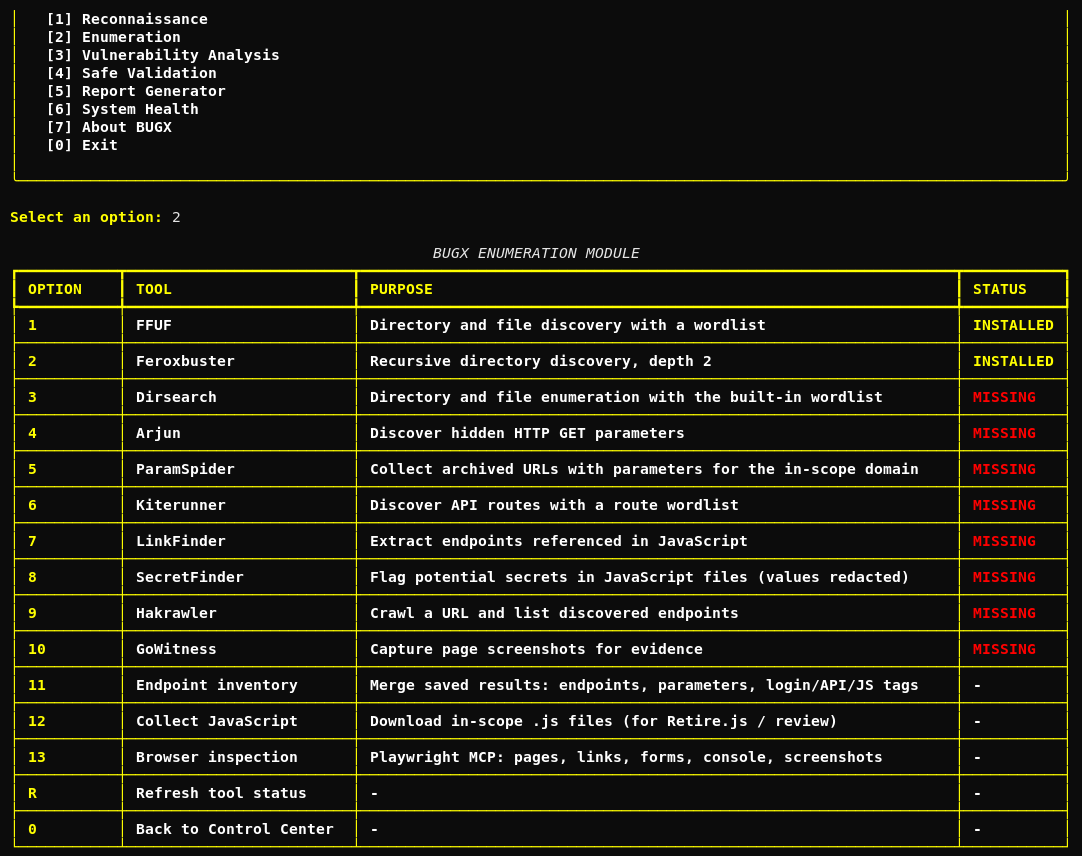 [1] Reconnaissance
[2] Enumeration
[3] Vulnerability Analysis
[4] Safe Validation
[5] Report Generator
[6] System Health
[7] About BUGX
[0] Exit
Select an option: 2
BUGX ENUMERATION MODULE
OPTION TOOL PURPOSE STATUS
1 FFUF Directory and file discovery with a wordlist INSTALLED
2 Feroxbuster Recursive directory discovery, depth 2 INSTALLED
3 Dirsearch Directory and file enumeration with the built-in wordlist MISSING
4 Arjun Discover hidden HTTP GET parameters MISSING
5 ParamSpider Collect archived URLs with parameters for the in-scope domain MISSING
6 Kiterunner Discover API routes with a route wordlist MISSING
7 LinkFinder Extract endpoints referenced in JavaScript MISSING
8 SecretFinder Flag potential secrets in JavaScript files (values redacted) MISSING
9 Hakrawler Crawl a URL and list discovered endpoints MISSING
10 GoWitness Capture page screenshots for evidence MISSING
11 Endpoint inventory Merge saved results: endpoints, parameters, login/API/JS tags -
12 Collect JavaScript Download in-scope .js files (for Retire.js / review) -
13 Browser inspection Playwright MCP: pages, links, forms, console, screenshots -
R Refresh tool status - -
0 Back to Control Center - -